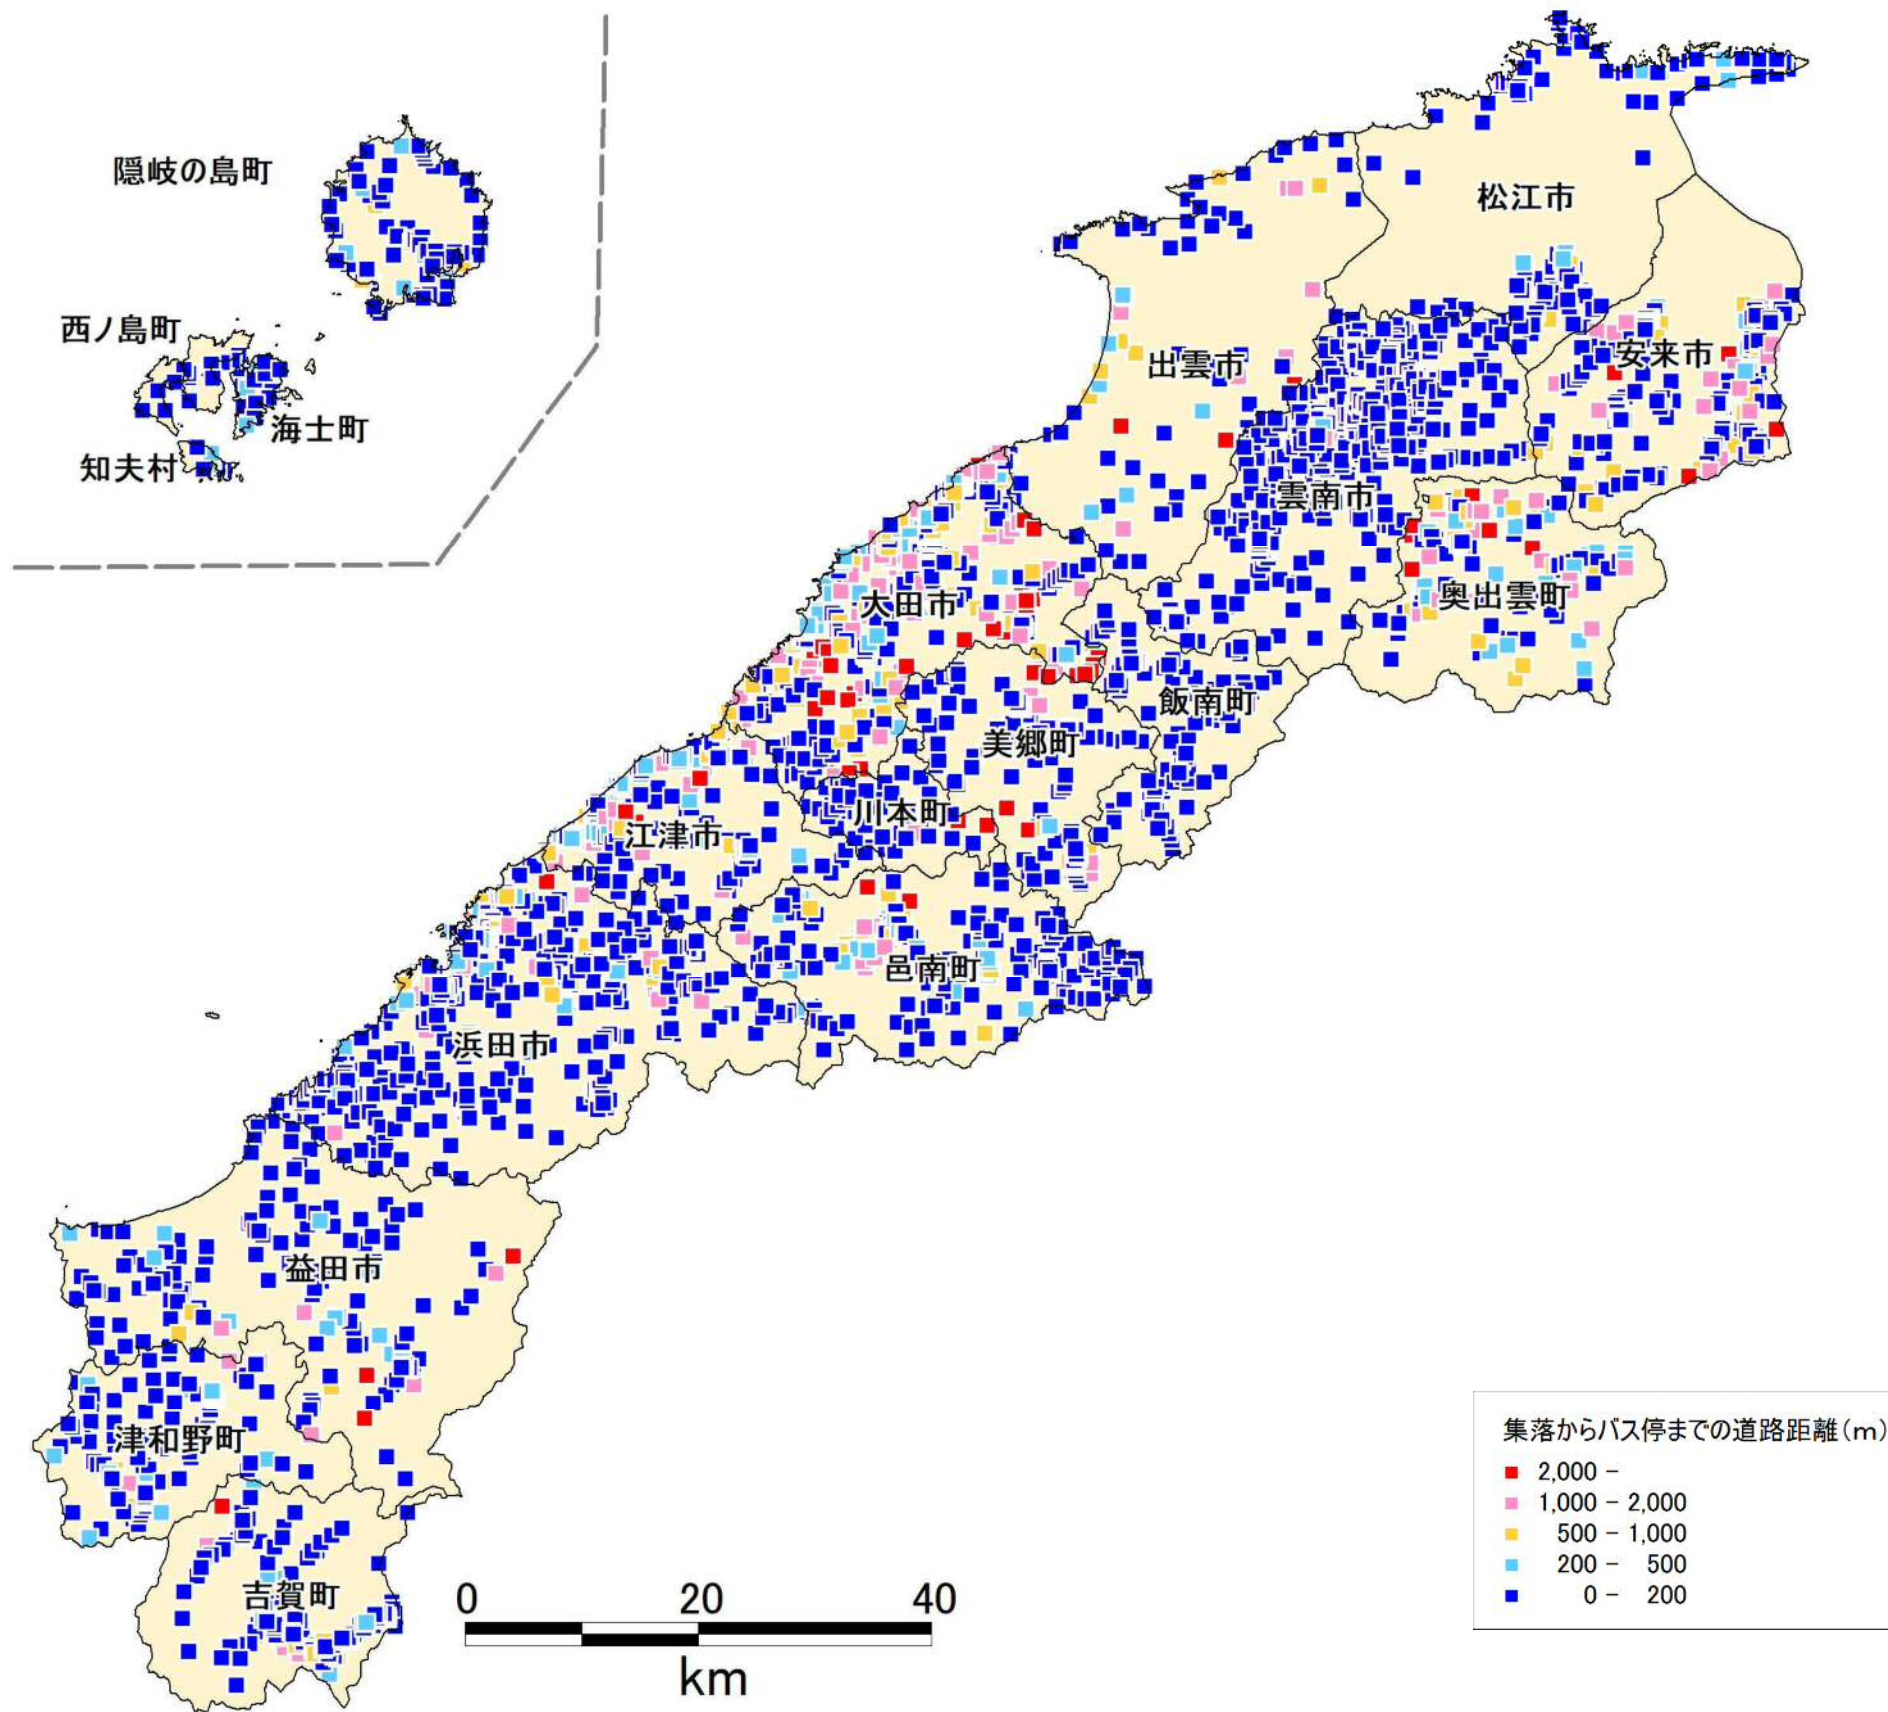 隠岐の島町
松江市
西ノ島町
安来市
出雲市
海士町
知夫村
雲南市
奥出雲町
大田市
飯南町
美郷町
川本町
江津市
邑南町
浜田市
益田市
津和野町
吉賀町
0 20 40
km
集落からバス停までの道路距離(m)
2,000 -
1,000 - 2,000
500 - 1,000
200 - 500
0 - 200